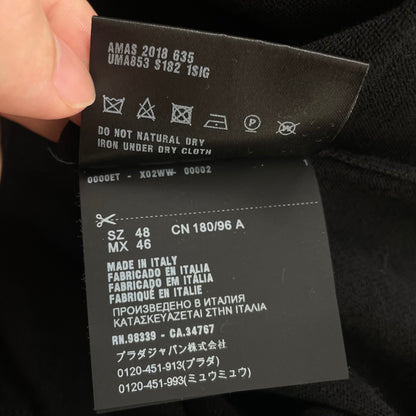 AMAS 2018 635
UMA853 S182 1SIG
DO NOT NATURAL DRY
IRON UNDER DRY CLOTH
0000ET - X02WW- 00002
SZ 48
MX 46
CN 180/96 A
MADE IN ITALY
FABRICADO EN ITALIA
FABRICADO EM ITALIA
FABRIQUÉ EN ITALIE
ПРОИЗВЕДЕНО В ИТАЛИЯ
ΚΑΤΑΣΚΕΥΑΖΕΤΑΙ ΣΤΗΝ ΙΤΑΛΙΑ
RN.98339 - CA.34767
プラダジャパン株式会社
0120-451-913(プラダ)
0120-451-993(ミュウミュウ)